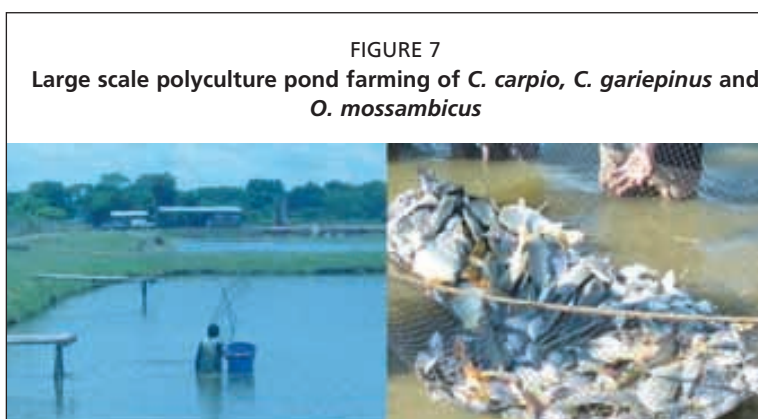 FIGURE 7
Large scale polyculture pond farming of C. carpio, C. gariepinus and
O. mossambicus